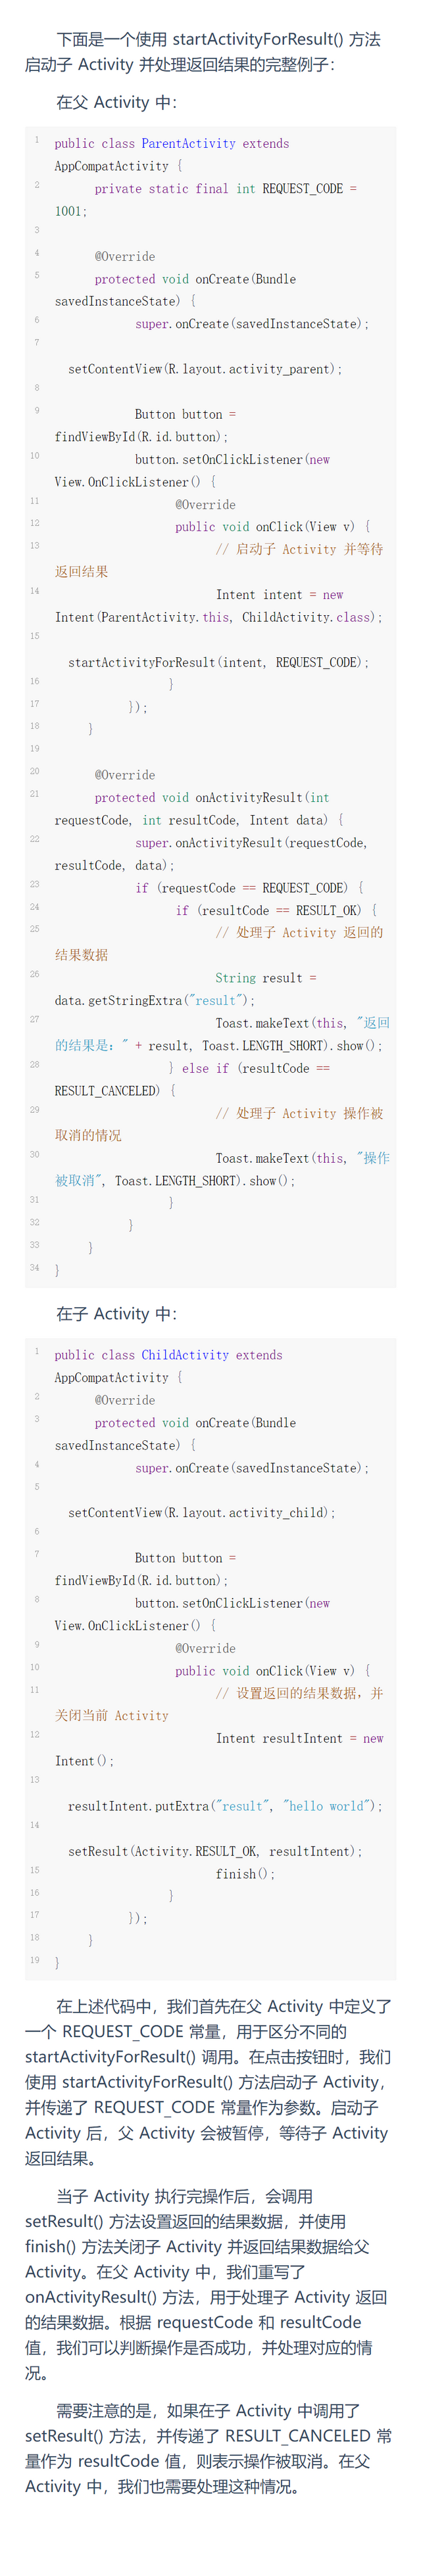 下面是一个使用 startActivityForResult() 方法
启动子 Activity 并处理返回结果的完整例子：
在父 Activity 中：
1 public class ParentActivity extends
AppCompatActivity {
2 private static final int REQUEST_CODE =
1001;
3
4 @Override
5 protected void onCreate(Bundle
savedInstanceState) {
6 super.onCreate(savedInstanceState);
7
setContentView(R.layout.activity_parent);
8
9 Button button =
findViewById(R.id.button);
10 button.setOnClickListener(new
View.OnClickListener() {
11 @Override
12 public void onClick(View v) {
13 // 启动子 Activity 并等待
返回结果
14 Intent intent = new
Intent(ParentActivity.this, ChildActivity.class);
15
startActivityForResult(intent, REQUEST_CODE);
16 }
17 });
18 }
19
20 @Override
21 protected void onActivityResult(int
requestCode, int resultCode, Intent data) {
22 super.onActivityResult(requestCode,
resultCode, data);
23 if (requestCode == REQUEST_CODE) {
24 if (resultCode == RESULT_OK) {
25 // 处理子 Activity 返回的
结果数据
26 String result =
data.getStringExtra("result");
27 Toast.makeText(this, "返回
的结果是：" + result, Toast.LENGTH_SHORT).show();
28 } else if (resultCode ==
RESULT_CANCELED) {
29 // 处理子 Activity 操作被
取消的情况
30 Toast.makeText(this, "操作
被取消", Toast.LENGTH_SHORT).show();
31 }
32 }
33 }
34 }
在子 Activity 中：
1 public class ChildActivity extends
AppCompatActivity {
2 @Override
3 protected void onCreate(Bundle
savedInstanceState) {
4 super.onCreate(savedInstanceState);
5
setContentView(R.layout.activity_child);
6
7 Button button =
findViewById(R.id.button);
8 button.setOnClickListener(new
View.OnClickListener() {
9 @Override
10 public void onClick(View v) {
11 // 设置返回的结果数据，并
关闭当前 Activity
12 Intent resultIntent = new
Intent();
13
resultIntent.putExtra("result", "hello world");
14
setResult(Activity.RESULT_OK, resultIntent);
15 finish();
16 }
17 });
18 }
19 }
在上述代码中，我们首先在父 Activity 中定义了
一个 REQUEST_CODE 常量，用于区分不同的
startActivityForResult() 调用。在点击按钮时，我们
使用 startActivityForResult() 方法启动子 Activity，
并传递了 REQUEST_CODE 常量作为参数。启动子
Activity 后，父 Activity 会被暂停，等待子 Activity
返回结果。
当子 Activity 执行完操作后，会调用
setResult() 方法设置返回的结果数据，并使用
finish() 方法关闭子 Activity 并返回结果数据给父
Activity。在父 Activity 中，我们重写了
onActivityResult() 方法，用于处理子 Activity 返回
的结果数据。根据 requestCode 和 resultCode
值，我们可以判断操作是否成功，并处理对应的情
况。
需要注意的是，如果在子 Activity 中调用了
setResult() 方法，并传递了 RESULT_CANCELED 常
量作为 resultCode 值，则表示操作被取消。在父
Activity 中，我们也需要处理这种情况。